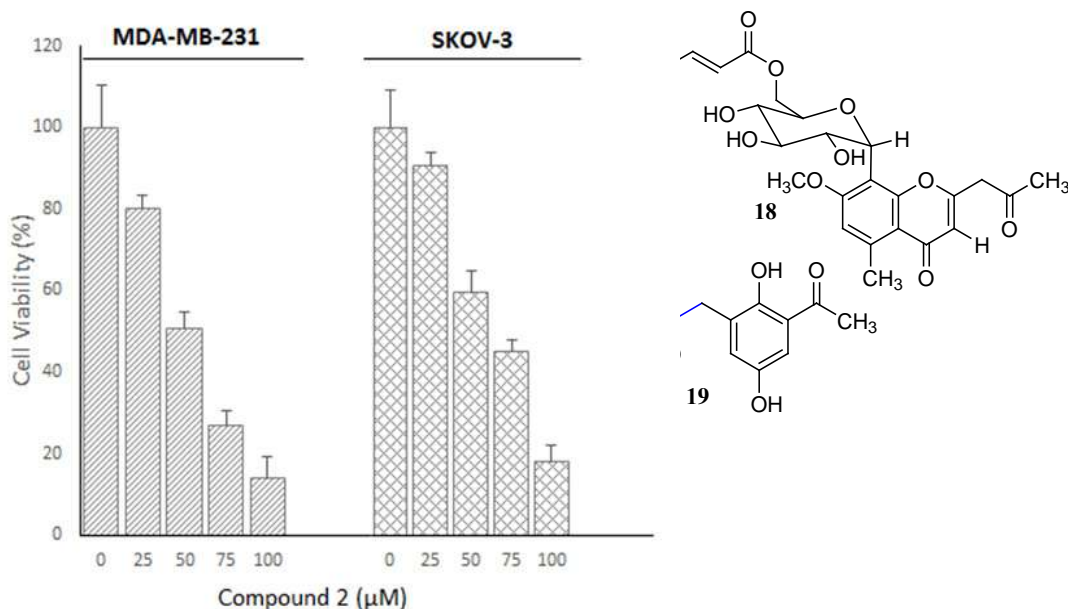 MDA-MB-231 SKOV-3
120
100
80
60
40
20
0
Cell Viability (%)
0 25 50 75 100 0 25 50 75 100
Compound 2 (µM)
O
O
O
HO
HO
OH
H
H₃CO
O
CH₃
O
18
H
CH₃ O
OH O
CH₃
19
OH